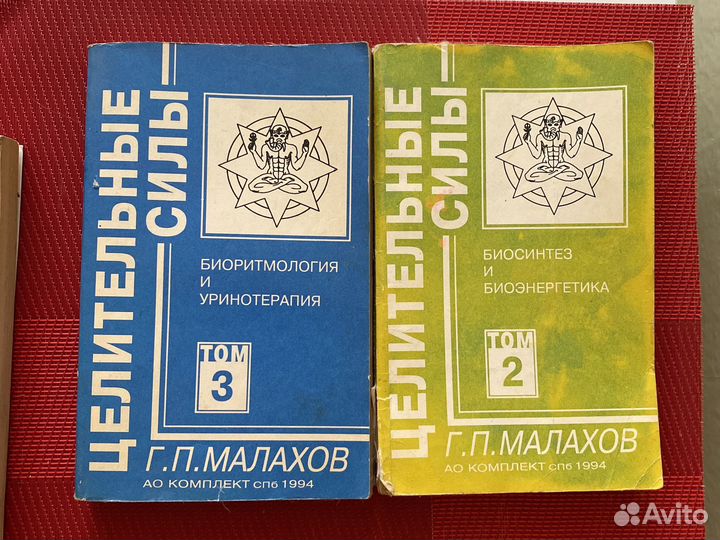 ЦЕЛИТЕЛЬНЫЕ
СИЛЫ
БИОРИТМОЛОГИЯ
И
УРИНОТЕРАПИЯ
ТОМ
3
Г.П.МАЛАХОВ
АО КОМПЛЕКТ спб 1994
ЦЕЛИТЕЛЬНЫЕ
СИЛЫ
БИОСИНТЕЗ
И
БИОЭНЕРГЕТИКА
ТОМ
2
Г.П.МАЛАХОВ
АО КОМПЛЕКТ спб 1994
Avito